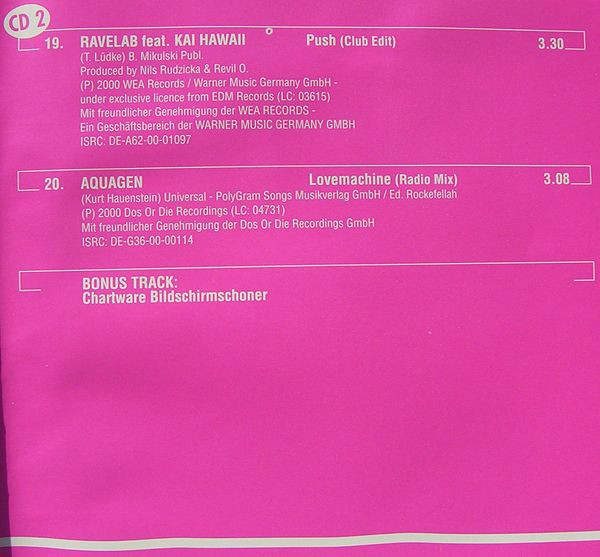 CD 2
19. RAVELAB feat. KAI HAWAII Push (Club Edit) 3.30
(T. Lüdke) B. Mikulski Publ.
Produced by Nils Rudzicka & Revil O.
(P) 2000 WEA Records / Warner Music Germany GmbH -
under exclusive licence from EDM Records (LC: 03615)
Mit freundlicher Genehmigung der WEA RECORDS -
Ein Geschäftsbereich der WARNER MUSIC GERMANY GMBH
ISRC: DE-A62-00-01097
20. AQUAGEN Lovemachine (Radio Mix) 3.08
(Kurt Hauenstein) Universal - PolyGram Songs Musikverlag GmbH / Ed. Rockefellah
(P) 2000 Dos Or Die Recordings (LC: 04731)
Mit freundlicher Genehmigung der Dos Or Die Recordings GmbH
ISRC: DE-G36-00-00114
BONUS TRACK:
Chartware Bildschirmschoner